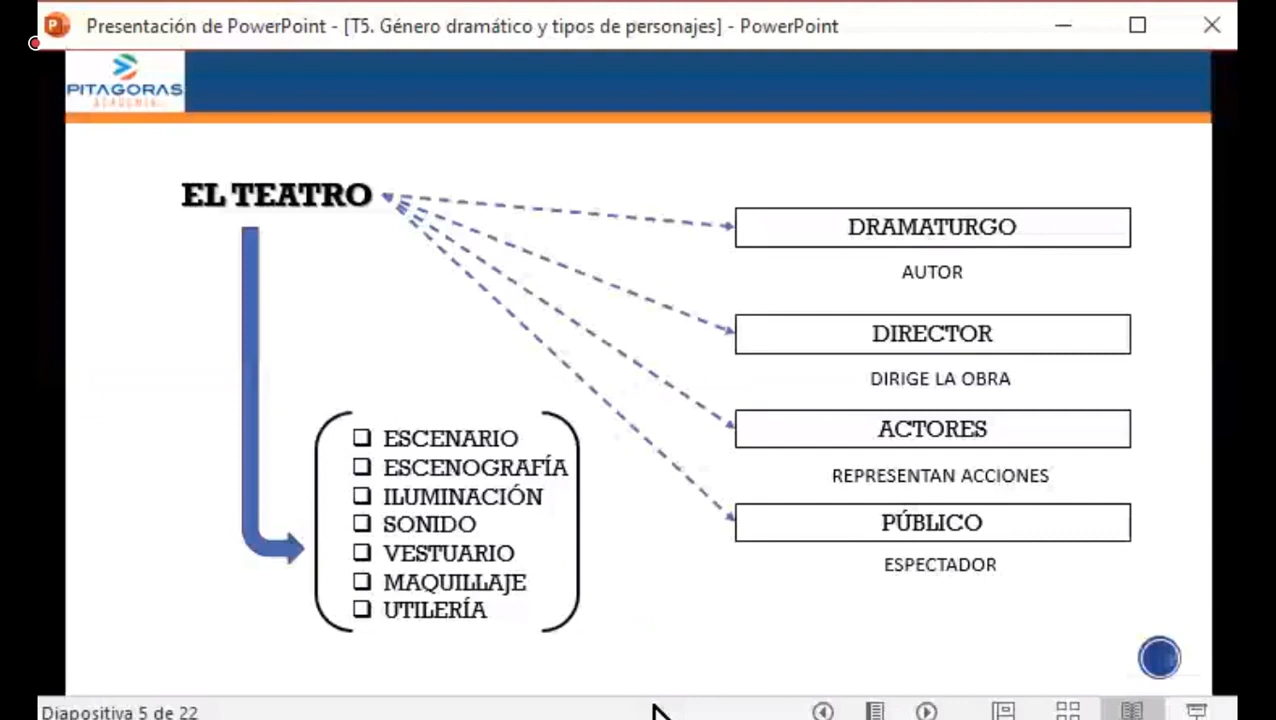 Presentación de PowerPoint - [T5. Género dramático y tipos de personajes] - PowerPoint
PITAGORAS
ACADEMIA
EL TEATRO
DRAMATURGO
AUTOR
DIRECTOR
DIRIGE LA OBRA
ACTORES
REPRESENTAN ACCIONES
PÚBLICO
ESPECTADOR
ESCENARIO
ESCENOGRAFÍA
ILUMINACIÓN
SONIDO
VESTUARIO
MAQUILLAJE
UTILERÍA
Diapositiva 5 de 22